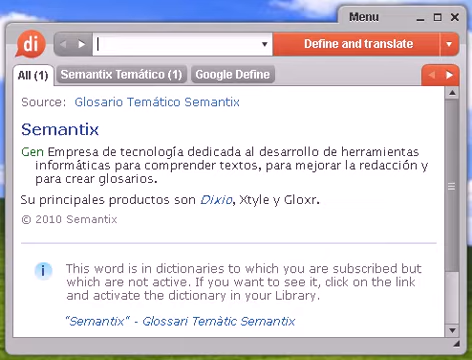 Menu
di
Define and translate
All (1)
Semantix Temático (1)
Google Define
Source: Glosario Temático Semantix
Semantix
Gen Empresa de tecnología dedicada al desarrollo de herramientas
informáticas para comprender textos, para mejorar la redacción y
para crear glosarios.
Su principales productos son Dixio, Xtyle y Gloxr.
© 2010 Semantix
i
This word is in dictionaries to which you are subscribed but
which are not active. If you want to see it, click on the link
and activate the dictionary in your Library.
"Semantix" - Glossari Temàtic Semantix